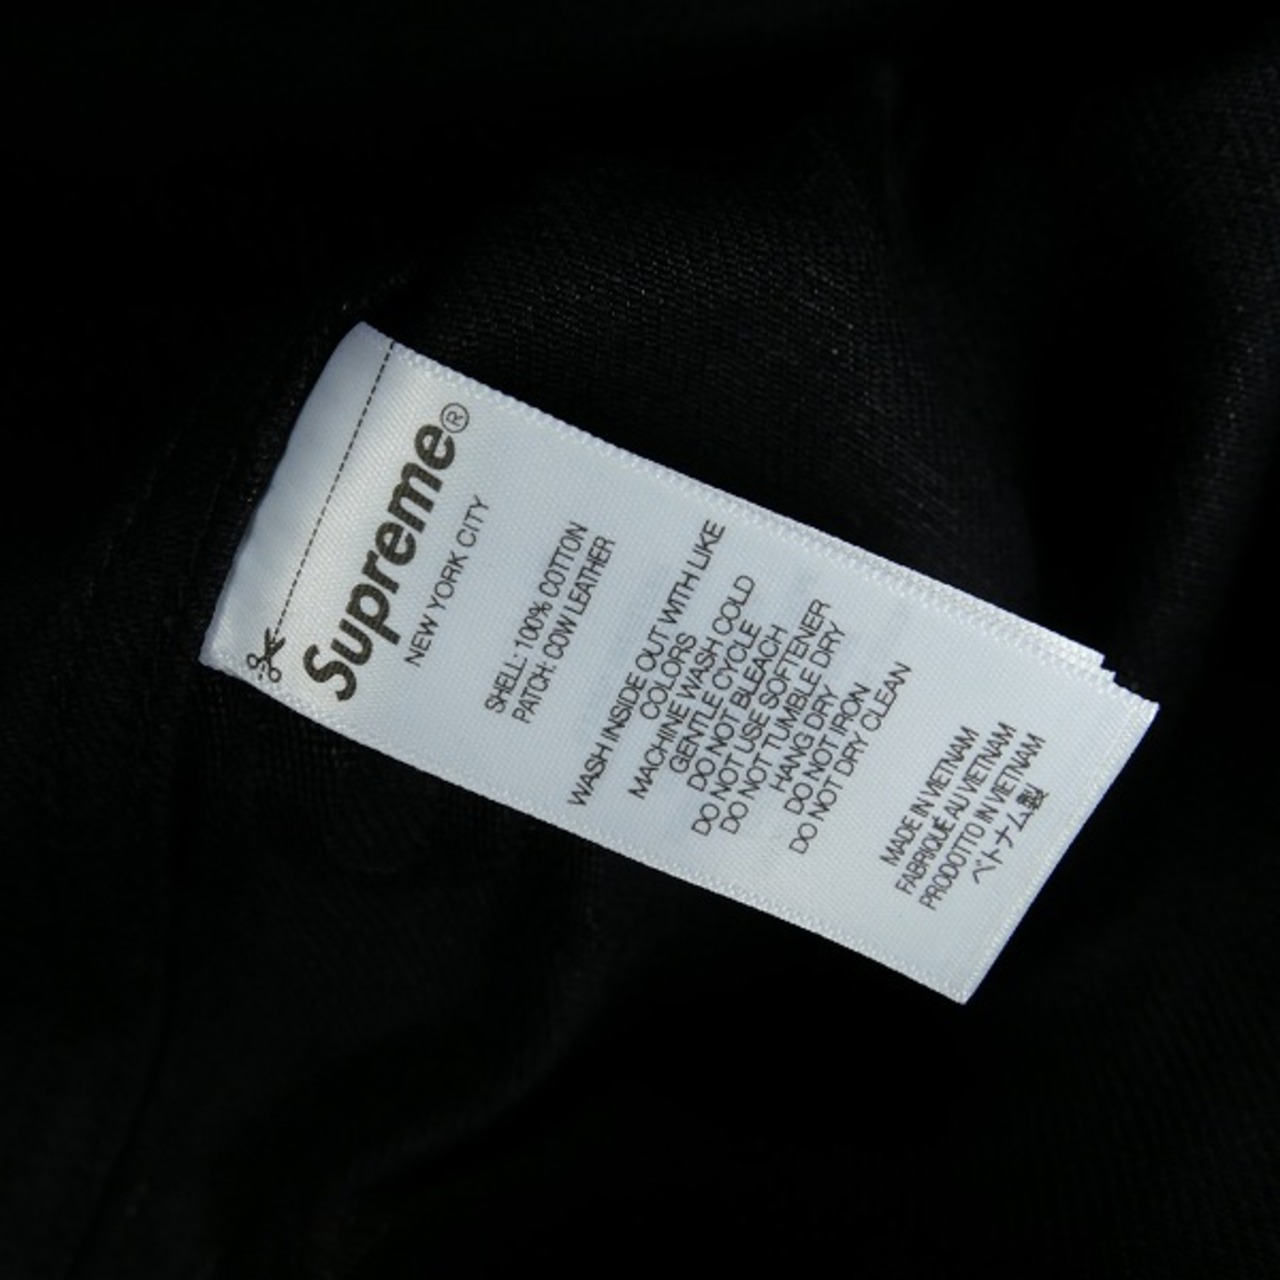 Supreme®
NEW YORK CITY
SHELL: 100% COTTON
PATCH: COW LEATHER
WASH INSIDE OUT WITH LIKE
COLORS
MACHINE WASH COLD
GENTLE CYCLE
DO NOT BLEACH
DO NOT USE SOFTENER
DO NOT TUMBLE DRY
HANG DRY
DO NOT IRON
DO NOT DRY CLEAN
MADE IN VIETNAM
FABRIQUÉ AU VIETNAM
PRODOTTO IN VIETNAM
ベトナム製